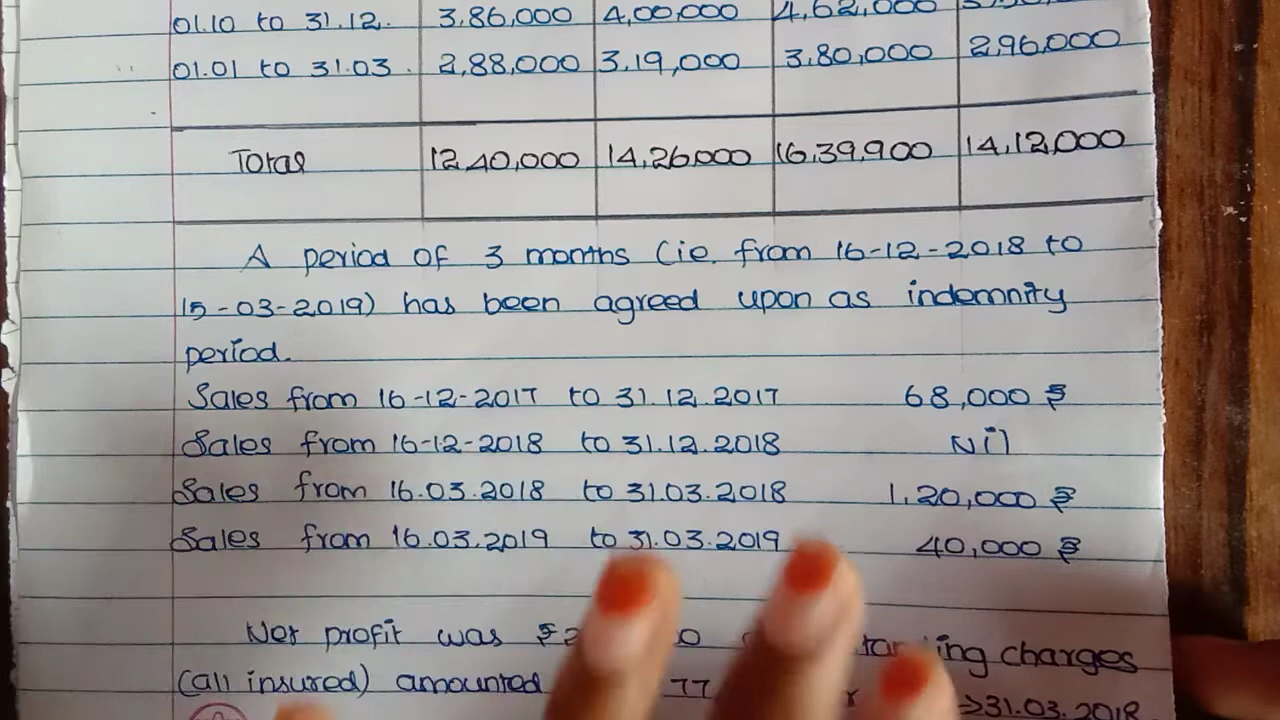 01.10 to 31.12. 3,86,000 4,00,000 4,62,000
01.01 to 31.03. 2,88,000 3,19,000 3,80,000 2,96,000
Total 12,40,000 14,26,000 16,39,900 14,12,000
A period of 3 months (ie. from 16-12-2018 to
15-03-2019) has been agreed upon as indemnity
period.
Sales from 16-12-2017 to 31.12.2017 68,000 ₹
Sales from 16-12-2018 to 31.12.2018 Nil
Sales from 16.03.2018 to 31.03.2018 1,20,000 ₹
Sales from 16.03.2019 to 31.03.2019 40,000 ₹
Net profit was charges
(all insured) amounted 77 31.03.2018